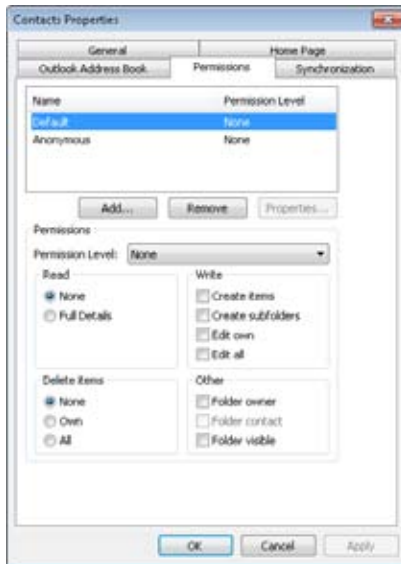 Contacts Properties
General Home Page
Outlook Address Book Permissions Synchronization
Name Permission Level
Default None
Anonymous None
Add... Remove Properties...
Permissions
Permission Level: None
Read Write
None Create items
Full Details Create subfolders
Edit own
Edit all
Delete items Other
None Folder owner
Own Folder contact
All Folder visible
OK Cancel Apply